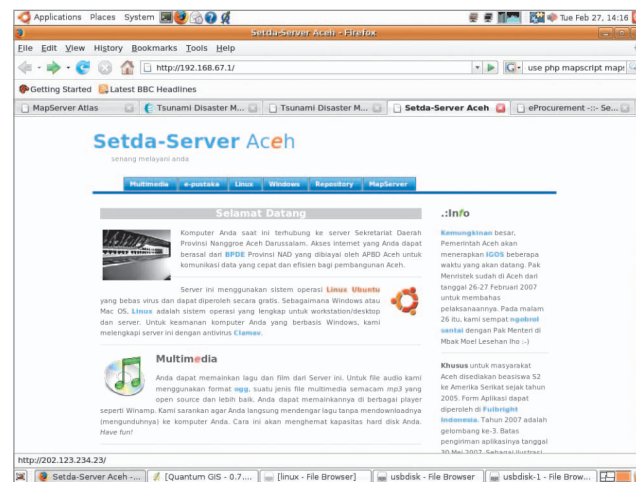 Applications Places System Tue Feb 27, 14:16
Setda-Server Aceh - Firefox
File Edit View History Bookmarks Tools Help
http://192.168.67.1/ use php mapscript map
Getting Started Latest BBC Headlines
MapServer Atlas Tsunami Disaster M... Tsunami Disaster M... Setda-Server Aceh eProcurement -::- Se...
Setda-Server Aceh
senang melayani anda
Multimedia e-pustaka Linux Windows Repository MapServer
Selamat Datang
Komputer Anda saat ini terhubung ke server Sekretariat Daerah
Provinsi Nanggroe Aceh Darussalam. Akses internet yang Anda dapat
berasal dari BPDE Provinsi NAD yang dibiayai oleh APBD Aceh untuk
komunikasi data yang cepat dan efisien bagi pembangunan Aceh.
Server ini menggunakan sistem operasi Linux Ubuntu
yang bebas virus dan dapat diperoleh secara gratis. Sebagaimana Windows atau
Mac OS, Linux adalah sistem operasi yang lengkap untuk workstation/desktop
dan server. Untuk keamanan komputer Anda yang berbasis Windows, kami
melengkapi server ini dengan antivirus Clamav.
Multimedia
Anda dapat memainkan lagu dan film dari Server ini. Untuk file audio kami
menggunakan format ogg, suatu jenis file multimedia semacam mp3 yang
open source dan lebih baik. Anda dapat memainkannya di berbagai player
seperti Winamp. Kami sarankan agar Anda langsung mendengar lagu tanpa mendownloadnya
(mengunduhnya) ke komputer Anda. Cara ini akan menghemat kapasitas hard disk Anda.
Have fun!
.:Info
Kemungkinan besar,
Pemerintah Aceh akan
menerapkan IGOS beberapa
waktu yang akan datang. Pak
Menristek sudah di Aceh dari
tanggal 26-27 Februari 2007
untuk membahas
pelaksanaannya. Pada malam
26 itu, kami sempat ngobrol
santai dengan Pak Menteri di
Mbak Moel Lesehan lho :-)
Khusus untuk masyarakat
Aceh disediakan beasiswa S2
ke Amerika Serikat sejak tahun
2005. Form Aplikasi dapat
diperoleh di Fulbright
Indonesia. Tahun 2007 adalah
gelombang ke-3. Batas
pengiriman aplikasinya tanggal
30 Mei 2007. Sebagai ilustrasi
http://202.123.234.23/
Setda-Server Aceh -... [Quantum GIS - 0.7.... [linux - File Browser] usbdisk - File Browser usbdisk-1 - File Brow...